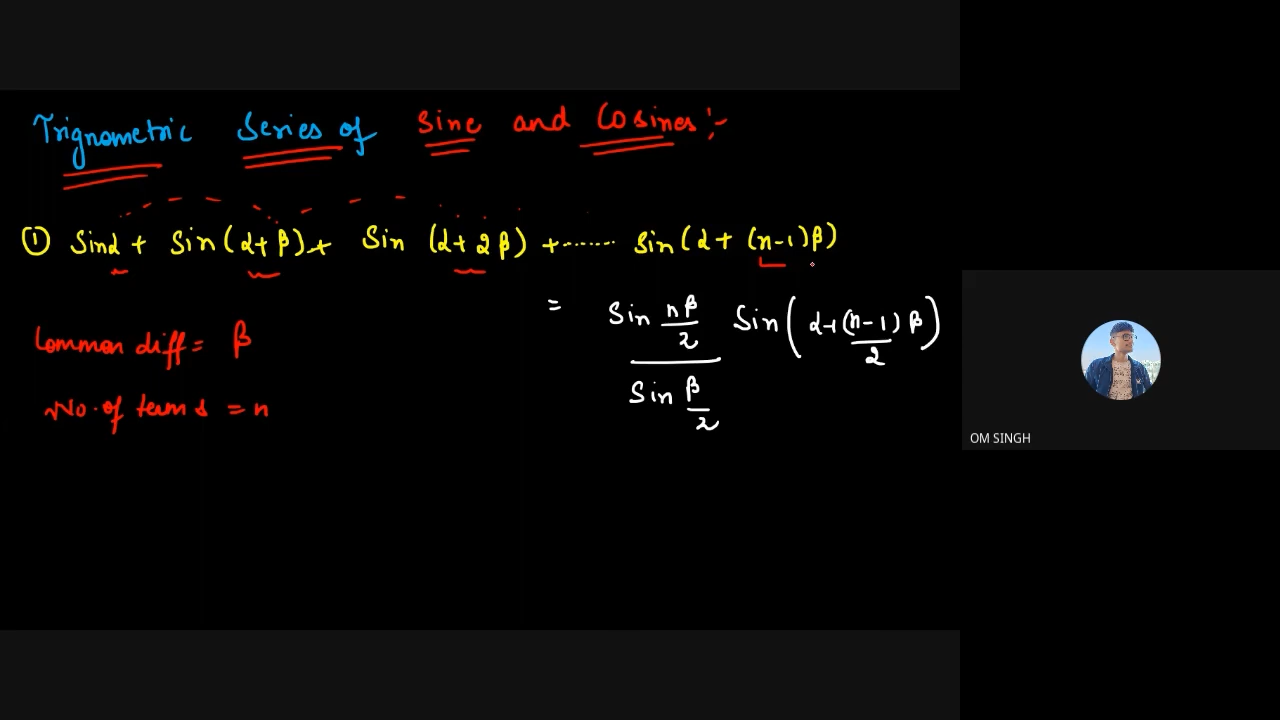 Trignometric Series of Sine and Cosines :-
① Sinα + Sin(α+β) + Sin (α+2β) +....... Sin(α+(n-1)β)
= Sin nβ/2 Sin(α+(n-1)β/2)
Sin β/2
Common diff = β
No. of terms = n
OM SINGH